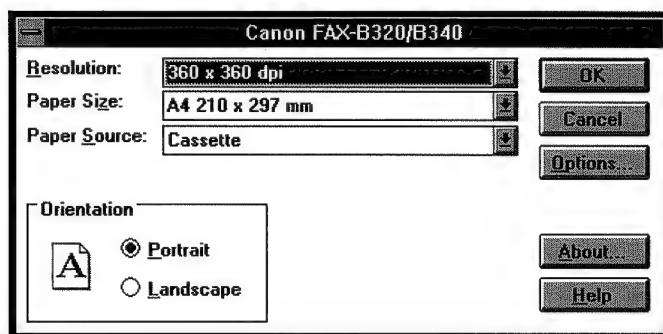 Canon FAX-B320/B340
Resolution: 360 x 360 dpi OK
Paper Size: A4 210 x 297 mm Cancel
Paper Source: Cassette
Options...
Orientation
A Portrait About...
Landscape Help